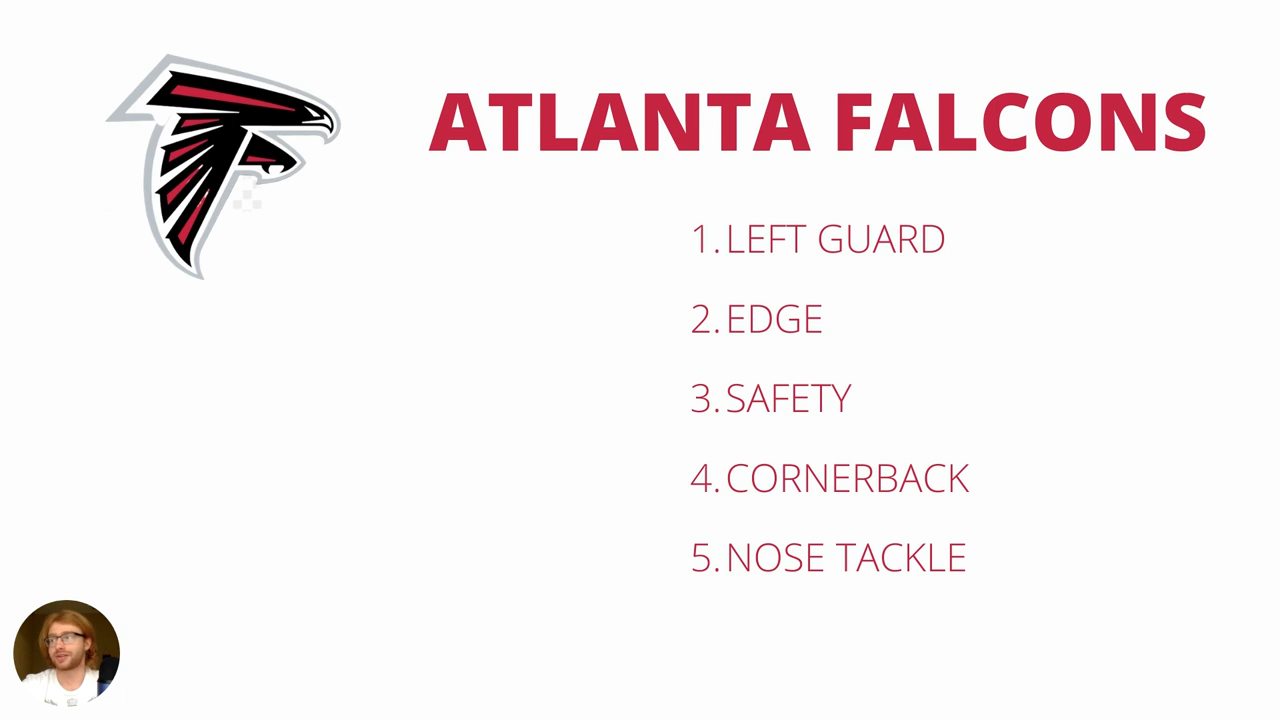 ATLANTA FALCONS
1. LEFT GUARD
2. EDGE
3. SAFETY
4. CORNERBACK
5. NOSE TACKLE